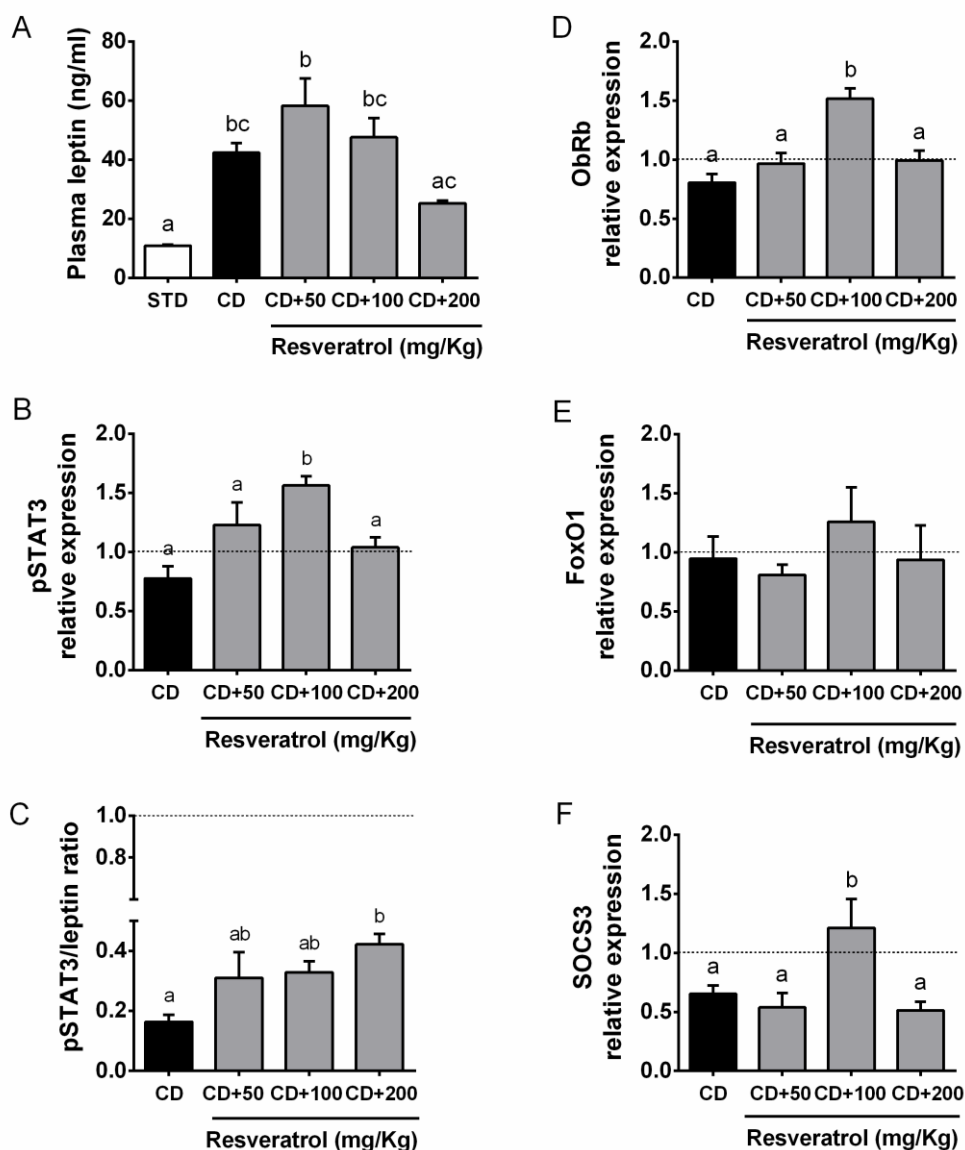 A
Plasma leptin (ng/ml)
80
60
40
20
0
a
bc
b
bc
ac
STD
CD
CD+50
CD+100
CD+200
Resveratrol (mg/Kg)
B
pSTAT3
relative expression
2.0
1.5
1.0
0.5
0.0
a
a
b
a
CD
CD+50
CD+100
CD+200
Resveratrol (mg/Kg)
C
pSTAT3/leptin ratio
1.0
0.8
0.4
0.2
0.0
a
ab
ab
b
CD
CD+50
CD+100
CD+200
Resveratrol (mg/Kg)
D
ObRb
relative expression
2.0
1.5
1.0
0.5
0.0
a
a
b
a
CD
CD+50
CD+100
CD+200
Resveratrol (mg/Kg)
E
FoxO1
relative expression
2.0
1.5
1.0
0.5
0.0
CD
CD+50
CD+100
CD+200
Resveratrol (mg/Kg)
F
SOCS3
relative expression
2.0
1.5
1.0
0.5
0.0
a
a
b
a
CD
CD+50
CD+100
CD+200
Resveratrol (mg/Kg)